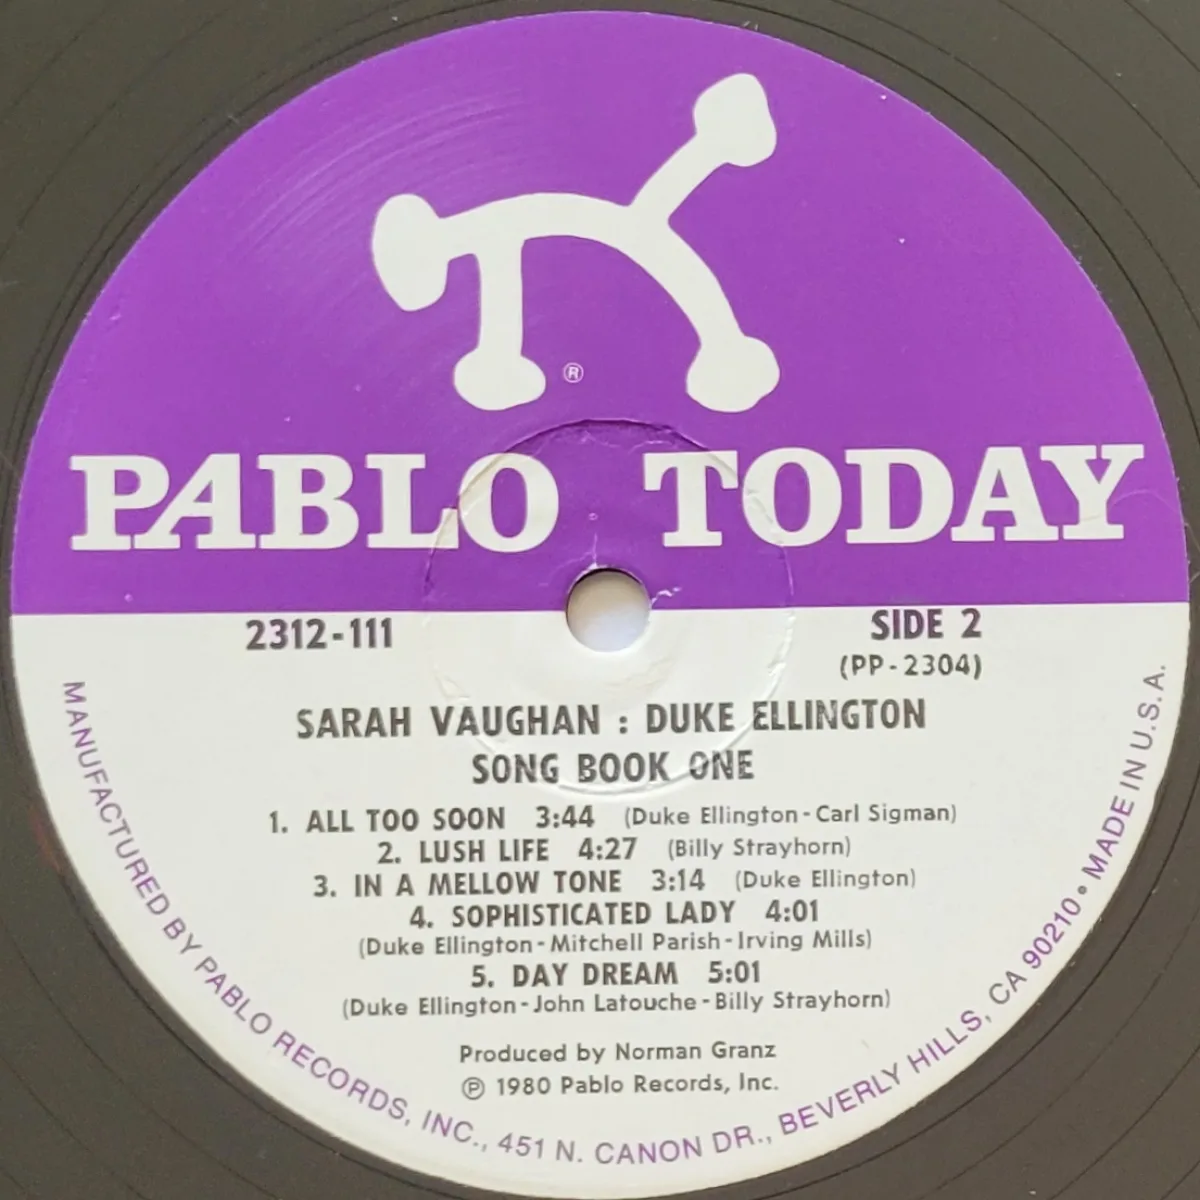 ®
PABLO TODAY
2312-111
SIDE 2
(PP-2304)
SARAH VAUGHAN : DUKE ELLINGTON
SONG BOOK ONE
1. ALL TOO SOON 3:44 (Duke Ellington-Carl Sigman)
2. LUSH LIFE 4:27 (Billy Strayhorn)
3. IN A MELLOW TONE 3:14 (Duke Ellington)
4. SOPHISTICATED LADY 4:01
(Duke Ellington-Mitchell Parish-Irving Mills)
5. DAY DREAM 5:01
(Duke Ellington-John Latouche-Billy Strayhorn)
Produced by Norman Granz
℗ 1980 Pablo Records, Inc.
MANUFACTURED BY PABLO RECORDS, INC., 451 N. CANON DR., BEVERLY HILLS, CA 90210 • MADE IN U.S.A.